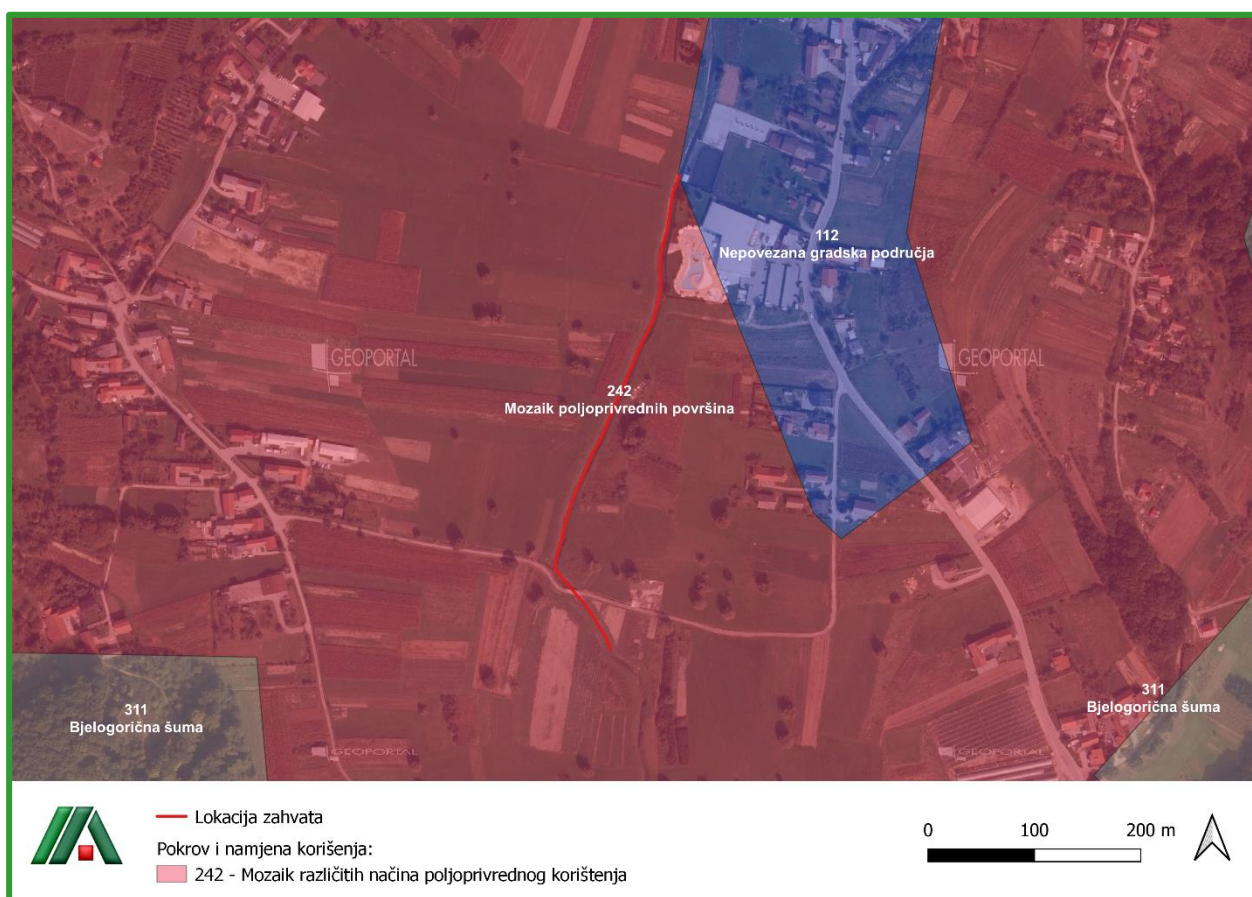 112
Nepovezana gradska područja
GEOPORTAL
GEOPORTAL
242
Mozaik poljoprivrednih površina
311
Bjelogorična šuma
311
Bjelogorična šuma
GEOPORTAL
GEOPORTAL
Lokacija zahvata
Pokrov i namjena korišenja:
242 - Mozaik različitih načina poljoprivrednog korištenja
0 100 200 m